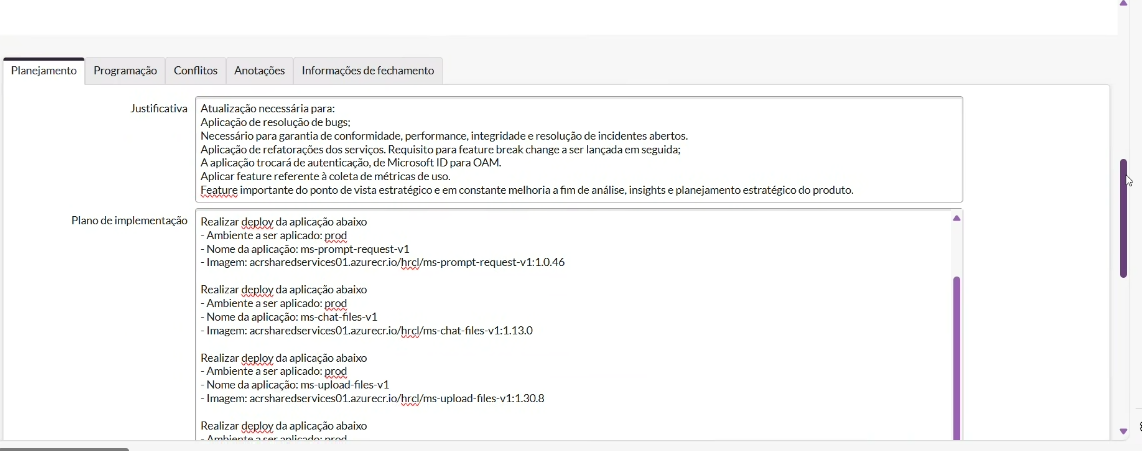 Planejamento
Programação
Conflitos
Anotações
Informações de fechamento
Justificativa
Atualização necessária para:
Aplicação de resolução de bugs;
Necessário para garantia de conformidade, performance, integridade e resolução de incidentes abertos.
Aplicação de refatorações dos serviços. Requisito para feature break change a ser lançada em seguida;
A aplicação trocará de autenticação, de Microsoft ID para OAM.
Aplicar feature referente à coleta de métricas de uso.
Feature importante do ponto de vista estratégico e em constante melhoria a fim de análise, insights e planejamento estratégico do produto.
Plano de implementação
Realizar deploy da aplicação abaixo
- Ambiente a ser aplicado: prod
- Nome da aplicação: ms-prompt-request-v1
- Imagem: acrsharedservices01.azurecr.io/hrcl/ms-prompt-request-v1:1.0.46
Realizar deploy da aplicação abaixo
- Ambiente a ser aplicado: prod
- Nome da aplicação: ms-chat-files-v1
- Imagem: acrsharedservices01.azurecr.io/hrcl/ms-chat-files-v1:1.13.0
Realizar deploy da aplicação abaixo
- Ambiente a ser aplicado: prod
- Nome da aplicação: ms-upload-files-v1
- Imagem: acrsharedservices01.azurecr.io/hrcl/ms-upload-files-v1:1.30.8
Realizar deploy da aplicação abaixo
- Ambiente a ser aplicado: prod